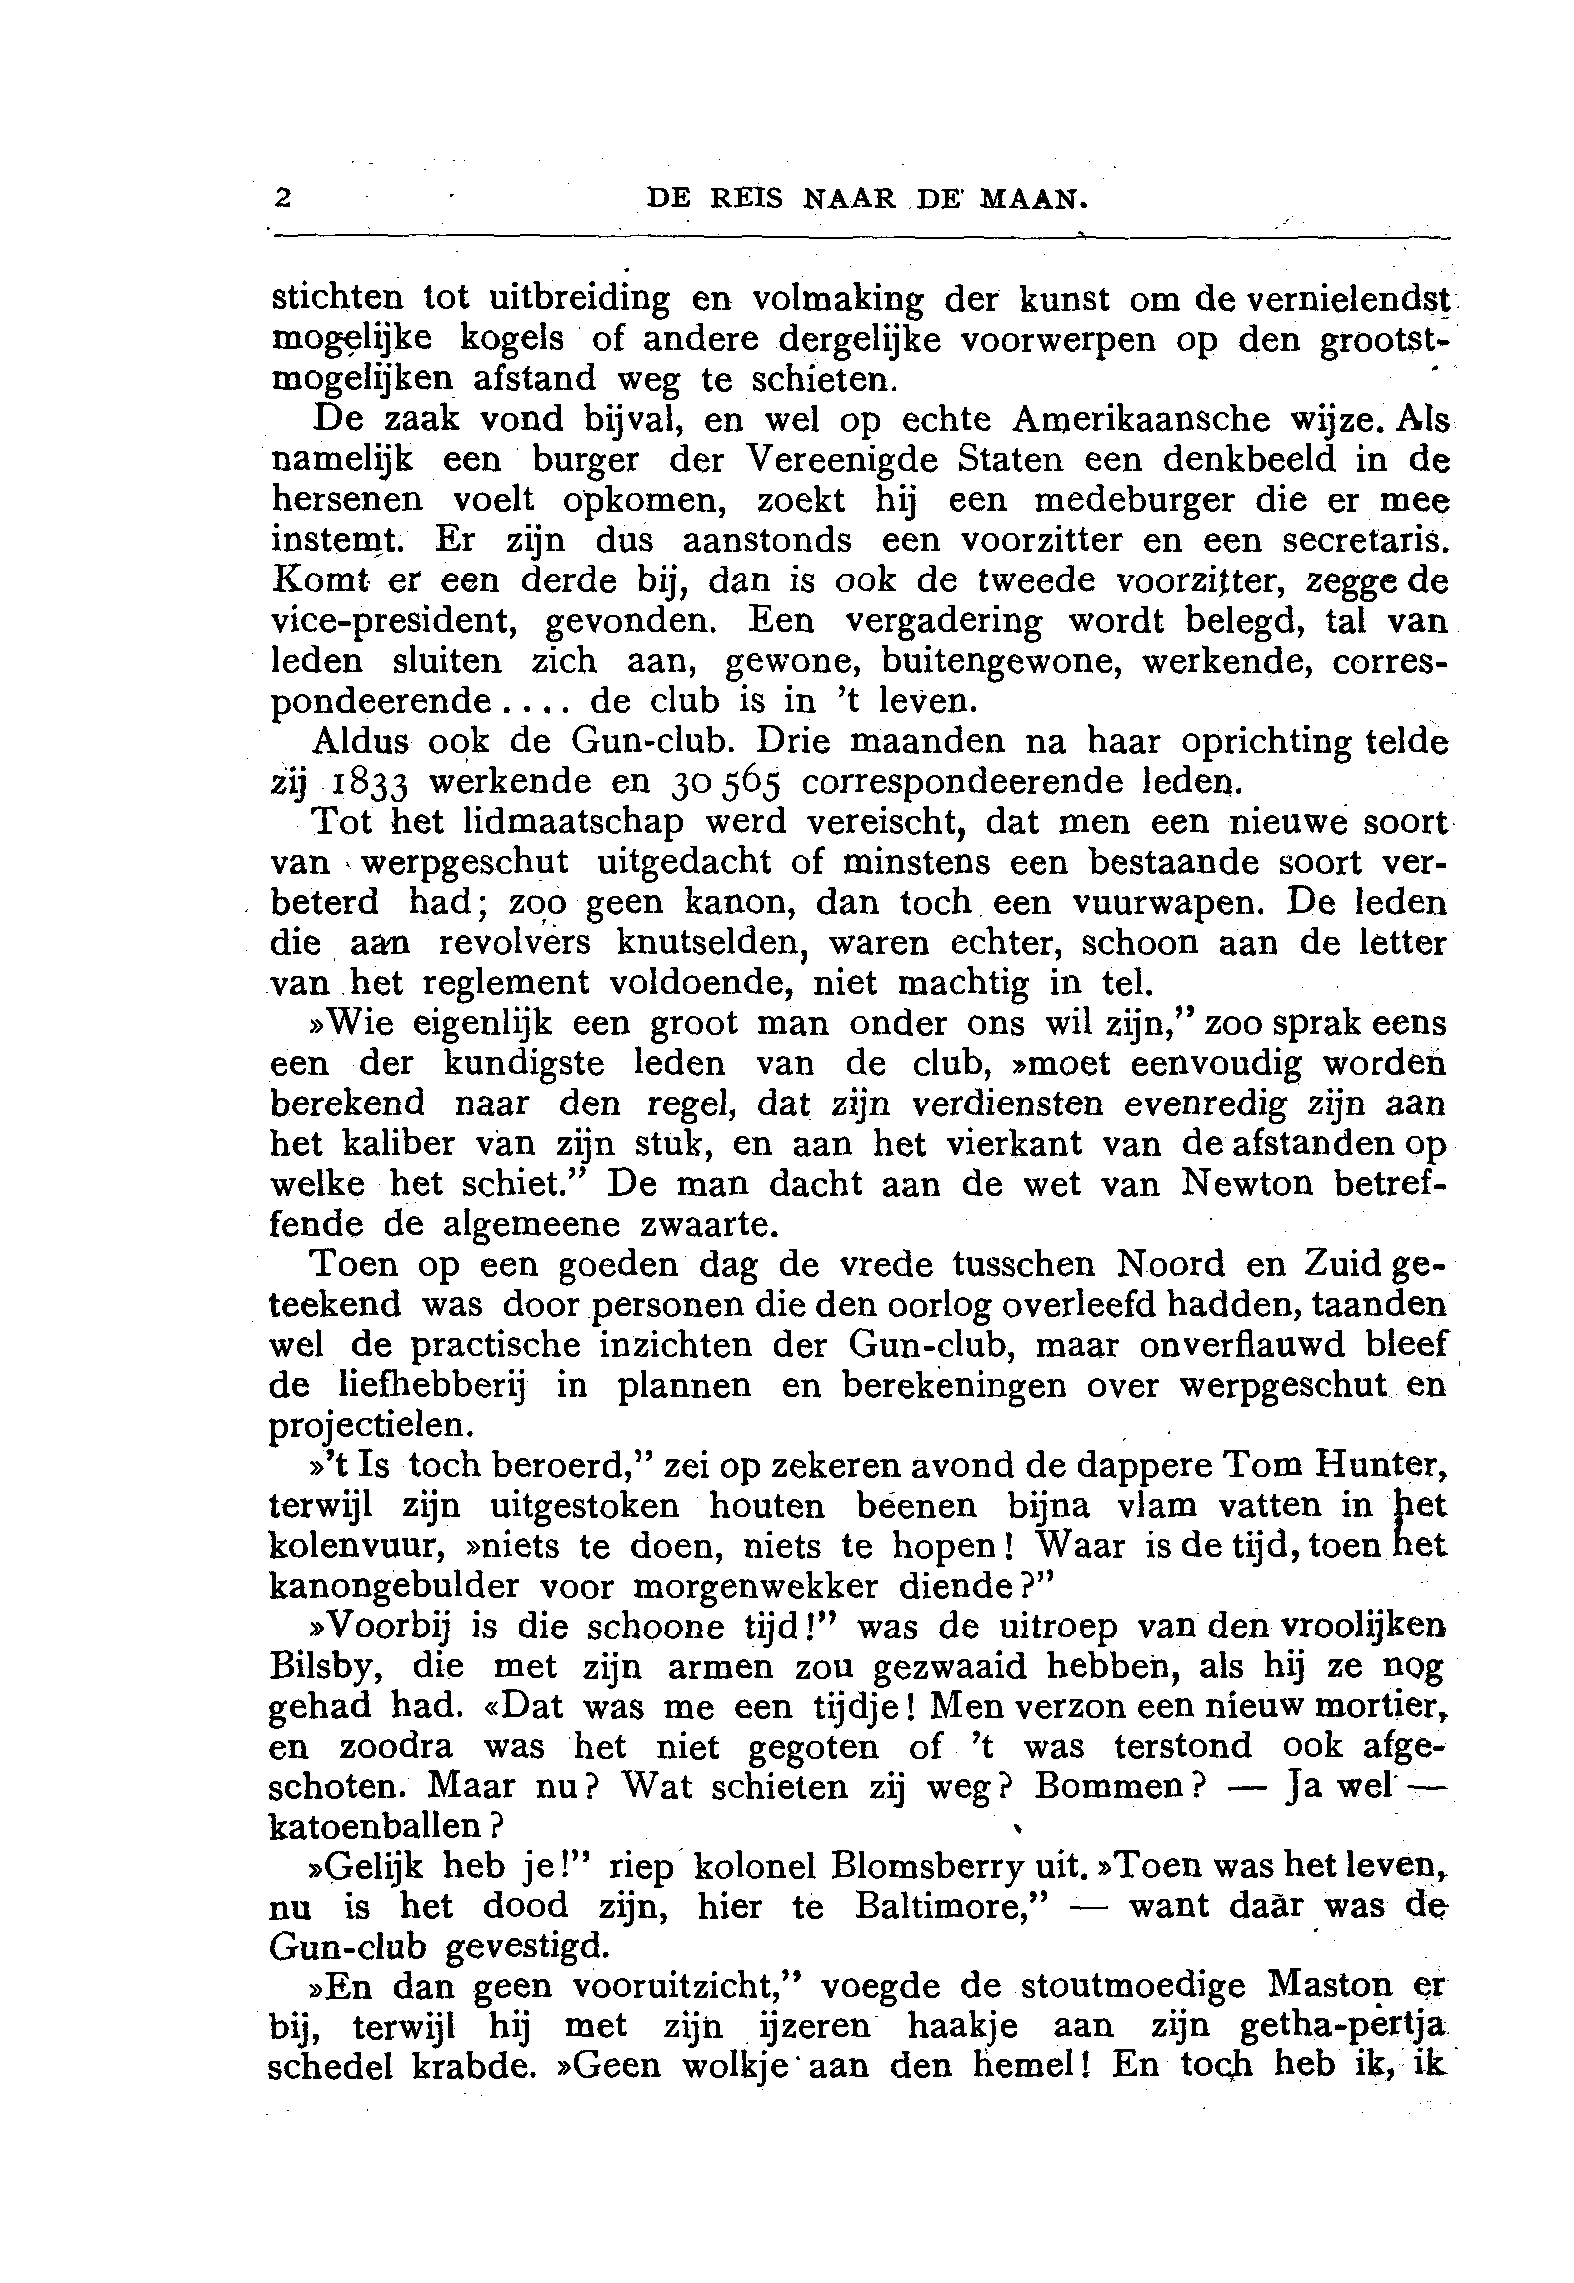 2 DE REIS NAAR DE MAAN.
stichten tot uitbreiding en volmaking der kunst om de vernielendst
mogelijke kogels of andere dergelijke voorwerpen op den grootst-
mogelijken afstand weg te schieten.
De zaak vond bijval, en wel op echte Amerikaansche wijze. Als
namelijk een burger der Vereenigde Staten een denkbeeld in de
hersenen voelt opkomen, zoekt hij een medeburger die er mee
instemt. Er zijn dus aanstonds een voorzitter en een secretaris.
Komt er een derde bij, dan is ook de tweede voorzitter, zegge de
vice-president, gevonden. Een vergadering wordt belegd, tal van
leden sluiten zich aan, gewone, buitengewone, werkende, corres-
pondeerende .... de club is in 't leven.
Aldus ook de Gun-club. Drie maanden na haar oprichting telde
zij 1833 werkende en 30 565 correspondeerende leden.
Tot het lidmaatschap werd vereischt, dat men een nieuwe soort
van werpgeschut uitgedacht of minstens een bestaande soort ver-
beterd had; zoo geen kanon, dan toch een vuurwapen. De leden
die aan revolvers knutselden, waren echter, schoon aan de letter
van het reglement voldoende, niet machtig in tel.
»Wie eigenlijk een groot man onder ons wil zijn,” zoo sprak eens
een der kundigste leden van de club, »moet eenvoudig worden
berekend naar den regel, dat zijn verdiensten evenredig zijn aan
het kaliber van zijn stuk, en aan het vierkant van de afstanden op
welke het schiet.” De man dacht aan de wet van Newton betref-
fende de algemeene zwaarte.
Toen op een goeden dag de vrede tusschen Noord en Zuid ge-
teekend was door personen die den oorlog overleefd hadden, taanden
wel de practische inzichten der Gun-club, maar onverflauwd bleef
de liefhebberij in plannen en berekeningen over werpgeschut en
projectielen.
»'t Is toch beroerd,” zei op zekeren avond de dappere Tom Hunter,
terwijl zijn uitgestoken houten beenen bijna vlam vatten in het
kolenvuur, »niets te doen, niets te hopen! Waar is de tijd, toen het
kanongebulder voor morgenwekker diende?”
»Voorbij is die schoone tijd!” was de uitroep van den vroolijken
Bilsby, die met zijn armen zou gezwaaid hebben, als hij ze nog
gehad had. «Dat was me een tijdje! Men verzon een nieuw mortier,
en zoodra was het niet gegoten of 't was terstond ook afge-
schoten. Maar nu? Wat schieten zij weg? Bommen? — Ja wel —
katoenballen?
»Gelijk heb je!” riep kolonel Blomsberry uit. »Toen was het leven,
nu is het dood zijn, hier te Baltimore,” — want daar was de
Gun-club gevestigd.
»En dan geen vooruitzicht,” voegde de stoutmoedige Maston er
bij, terwijl hij met zijn ijzeren haakje aan zijn getha-pertja
schedel krabde. »Geen wolkje aan den hemel! En toch heb ik, ik